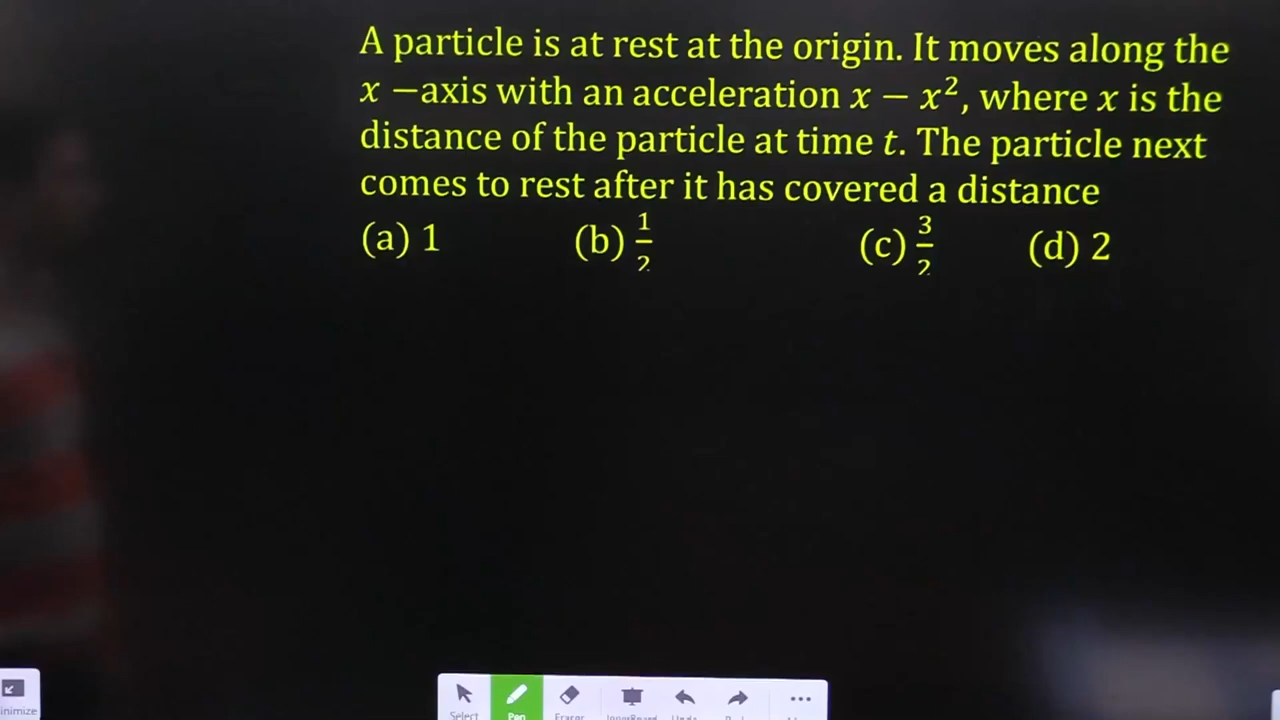 A particle is at rest at the origin. It moves along the
x −axis with an acceleration x − x², where x is the
distance of the particle at time t. The particle next
comes to rest after it has covered a distance
(a) 1 (b) 1/2 (c) 3/2 (d) 2
inimize Select Pen Eraser